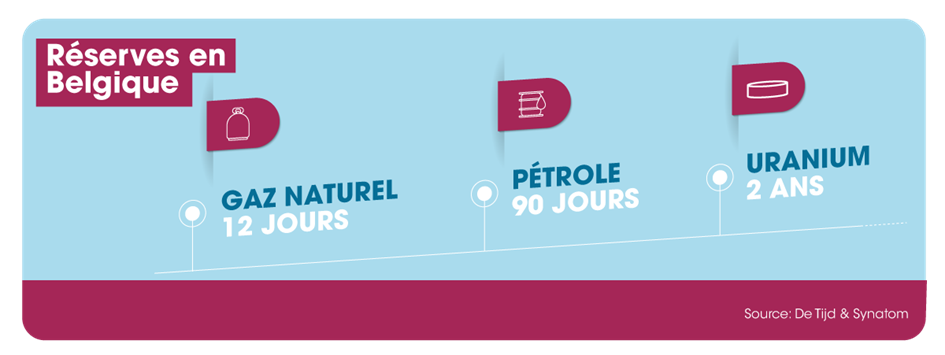 Réserves en
Belgique
GAZ NATUREL
12 JOURS
PÉTROLE
90 JOURS
URANIUM
2 ANS
Source: De Tijd & Synatom